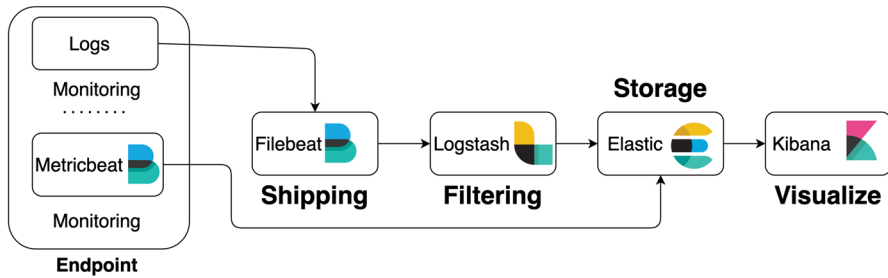 Logs
Monitoring
Metricbeat
Monitoring
Endpoint
Filebeat
Shipping
Logstash
Filtering
Storage
Elastic
Kibana
Visualize